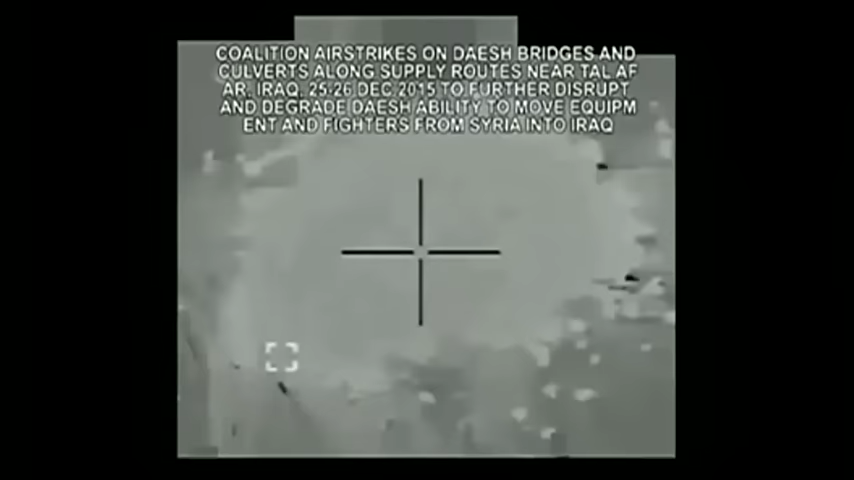 COALITION AIRSTRIKES ON DAESH BRIDGES AND
CULVERTS ALONG SUPPLY ROUTES NEAR TAL AF
AR, IRAQ, 25-26 DEC 2015 TO FURTHER DISRUPT
AND DEGRADE DAESH ABILITY TO MOVE EQUIPM
ENT AND FIGHTERS FROM SYRIA INTO IRAQ